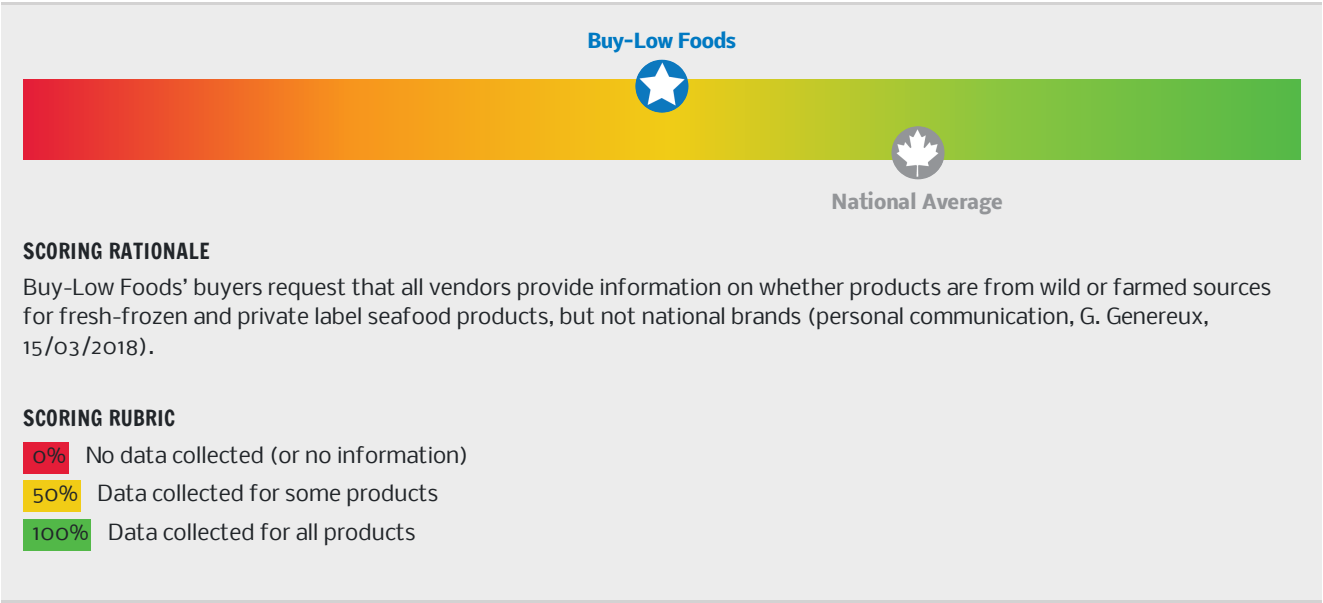 Buy-Low Foods
National Average
SCORING RATIONALE
Buy-Low Foods’ buyers request that all vendors provide information on whether products are from wild or farmed sources
for fresh-frozen and private label seafood products, but not national brands (personal communication, G. Genereux,
15/03/2018).
SCORING RUBRIC
0% No data collected (or no information)
50% Data collected for some products
100% Data collected for all products